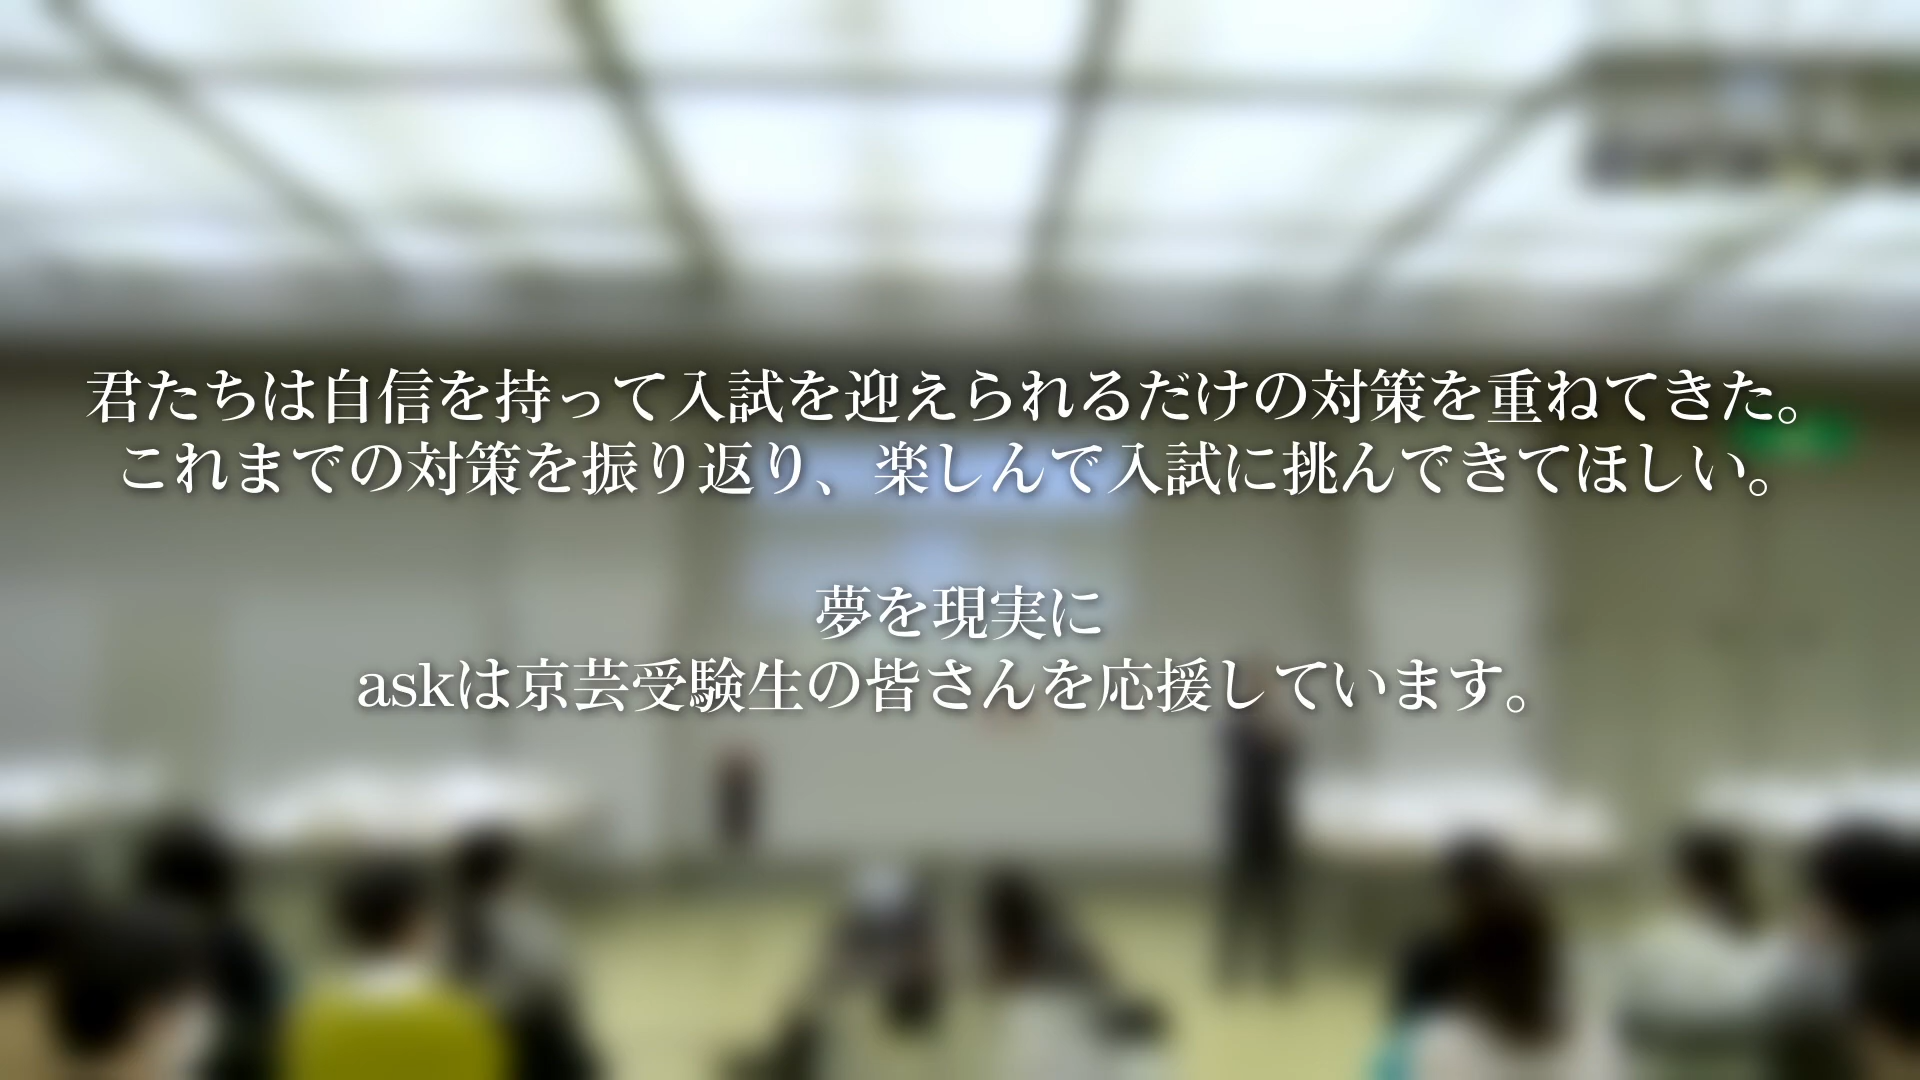 君たちは自信を持って入試を迎えられるだけの対策を重ねてきた。
これまでの対策を振り返り、楽しんで入試に挑んできてほしい。
夢を現実に
askは京芸受験生の皆さんを応援しています。